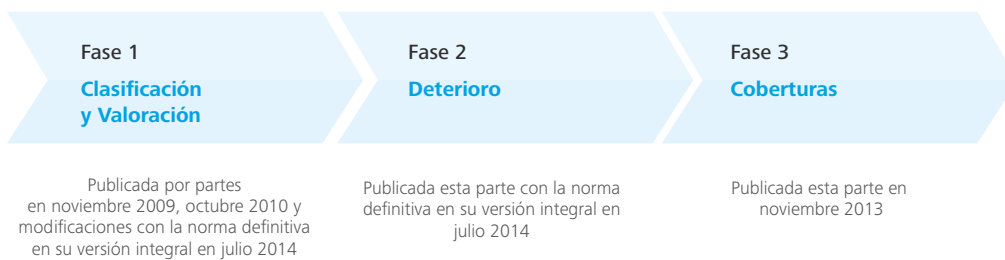 Fase 1
Clasificación
y Valoración
Publicada por partes
en noviembre 2009, octubre 2010 y
modificaciones con la norma definitiva
en su versión integral en julio 2014
Fase 2
Deterioro
Publicada esta parte con la norma
definitiva en su versión integral en
julio 2014
Fase 3
Coberturas
Publicada esta parte en
noviembre 2013